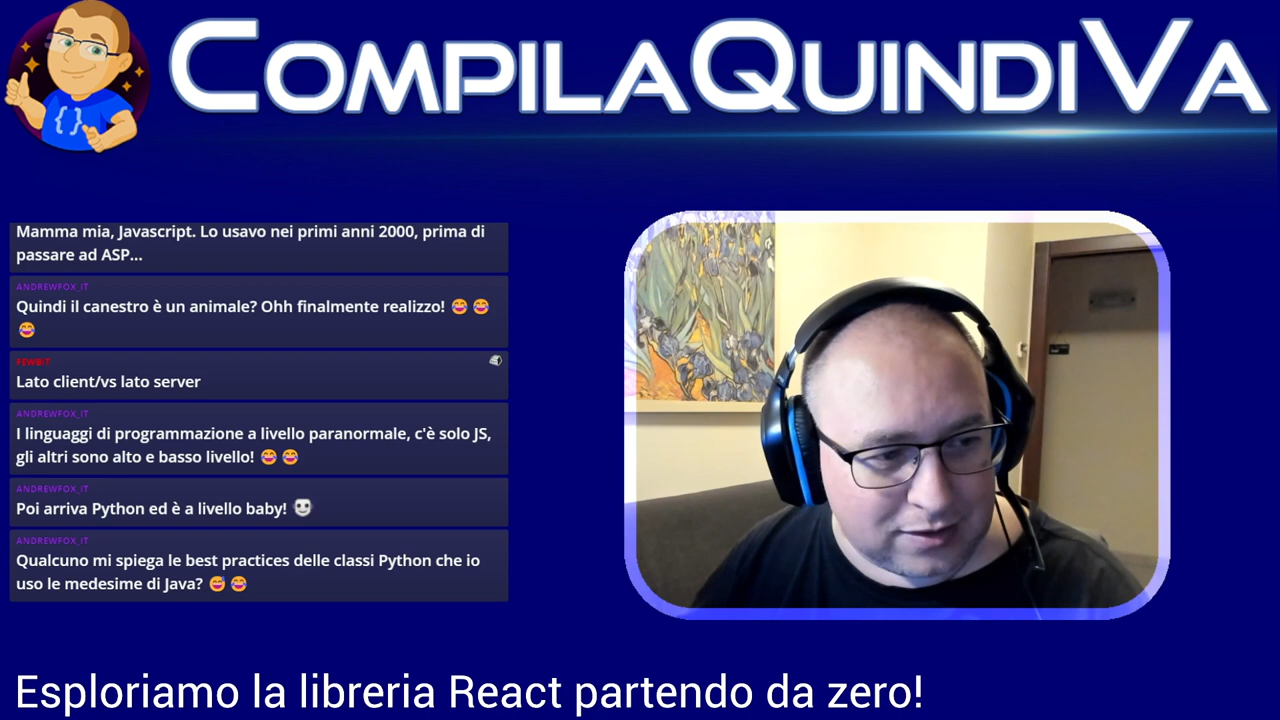 COMPILAQUINDIVA
{}
Mamma mia, Javascript. Lo usavo nei primi anni 2000, prima di
passare ad ASP...
ANDREWFOX_IT
Quindi il canestro è un animale? Ohh finalmente realizzo! 😂 😂
😂
FEWBIT
Lato client/vs lato server
ANDREWFOX_IT
I linguaggi di programmazione a livello paranormale, c'è solo JS,
gli altri sono alto e basso livello! 😂 😂
ANDREWFOX_IT
Poi arriva Python ed è a livello baby! 💀
ANDREWFOX_IT
Qualcuno mi spiega le best practices delle classi Python che io
uso le medesime di Java? 😅 😂
Esploriamo la libreria React partendo da zero!